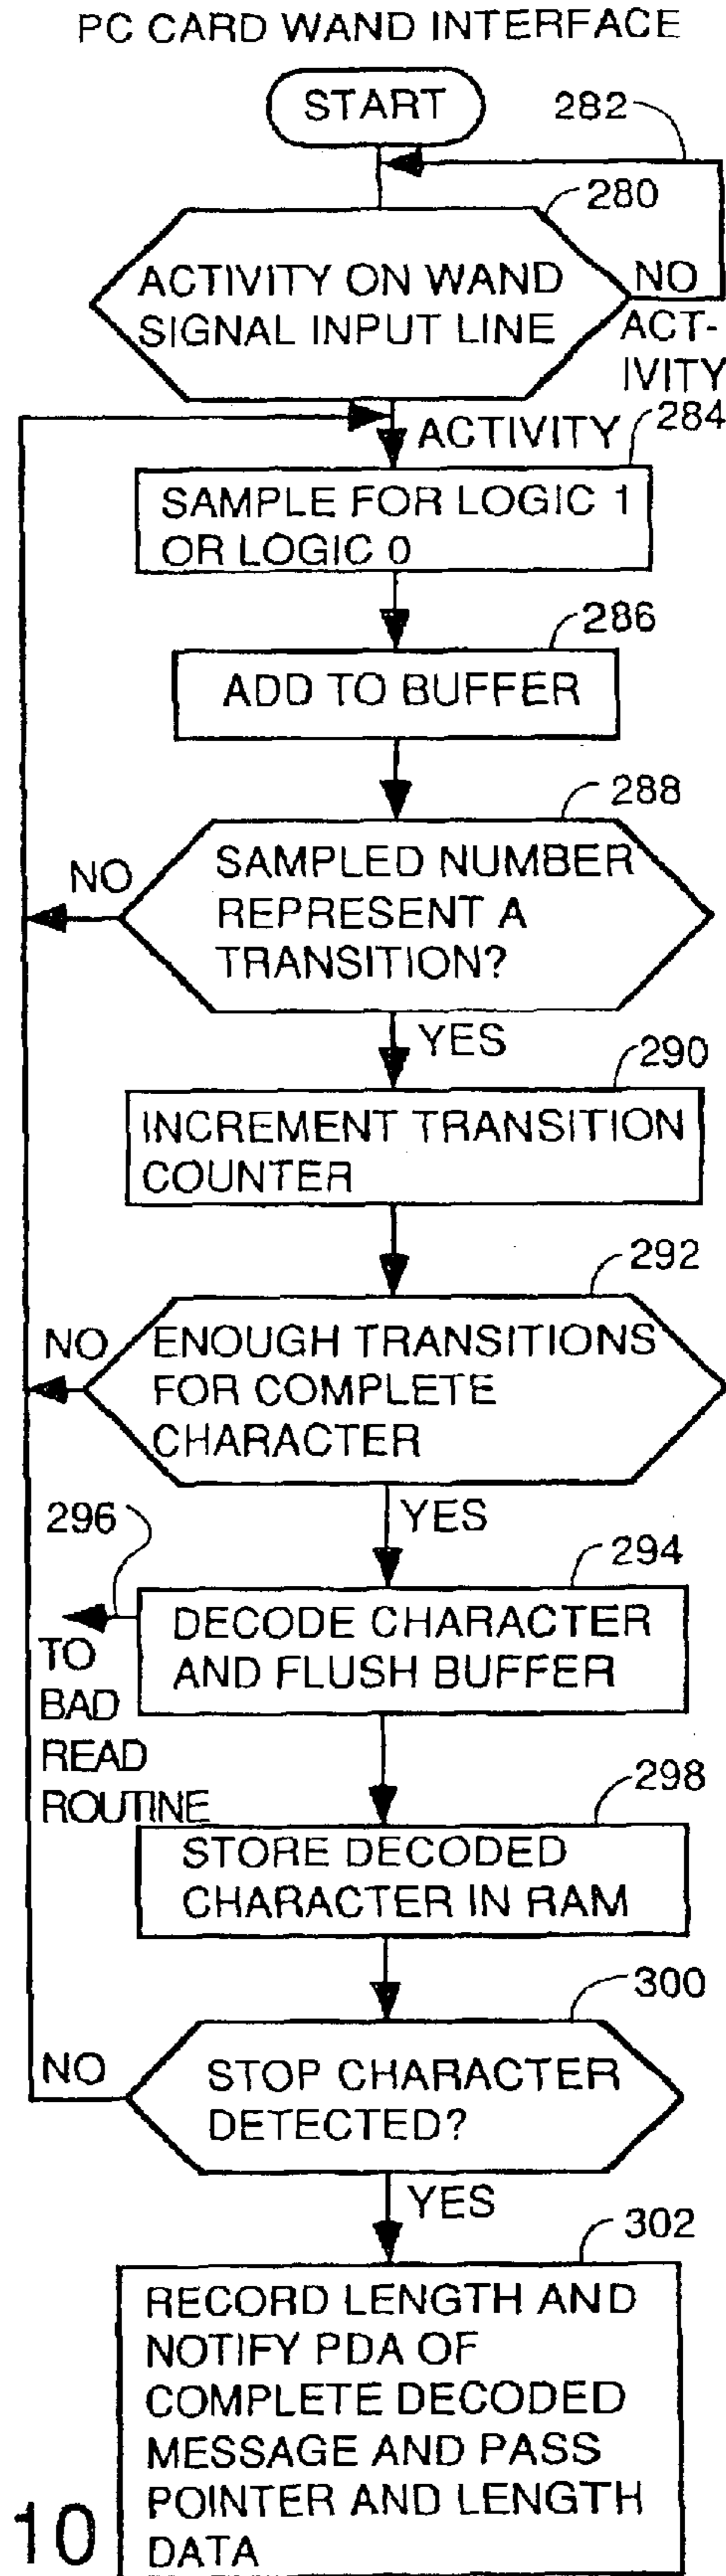 PC CARD WAND INTERFACE
START
282
280
ACTIVITY ON WAND
SIGNAL INPUT LINE
NO
ACT-
IVITY
ACTIVITY
284
SAMPLE FOR LOGIC 1
OR LOGIC 0
286
ADD TO BUFFER
288
SAMPLED NUMBER
REPRESENT A
TRANSITION?
NO
YES
290
INCREMENT TRANSITION
COUNTER
292
NO
ENOUGH TRANSITIONS
FOR COMPLETE
CHARACTER
YES
296
294
DECODE CHARACTER
AND FLUSH BUFFER
TO
BAD
READ
ROUTINE
298
STORE DECODED
CHARACTER IN RAM
300
NO
STOP CHARACTER
DETECTED?
YES
302
RECORD LENGTH AND
NOTIFY PDA OF
COMPLETE DECODED
MESSAGE AND PASS
POINTER AND LENGTH
DATA
10